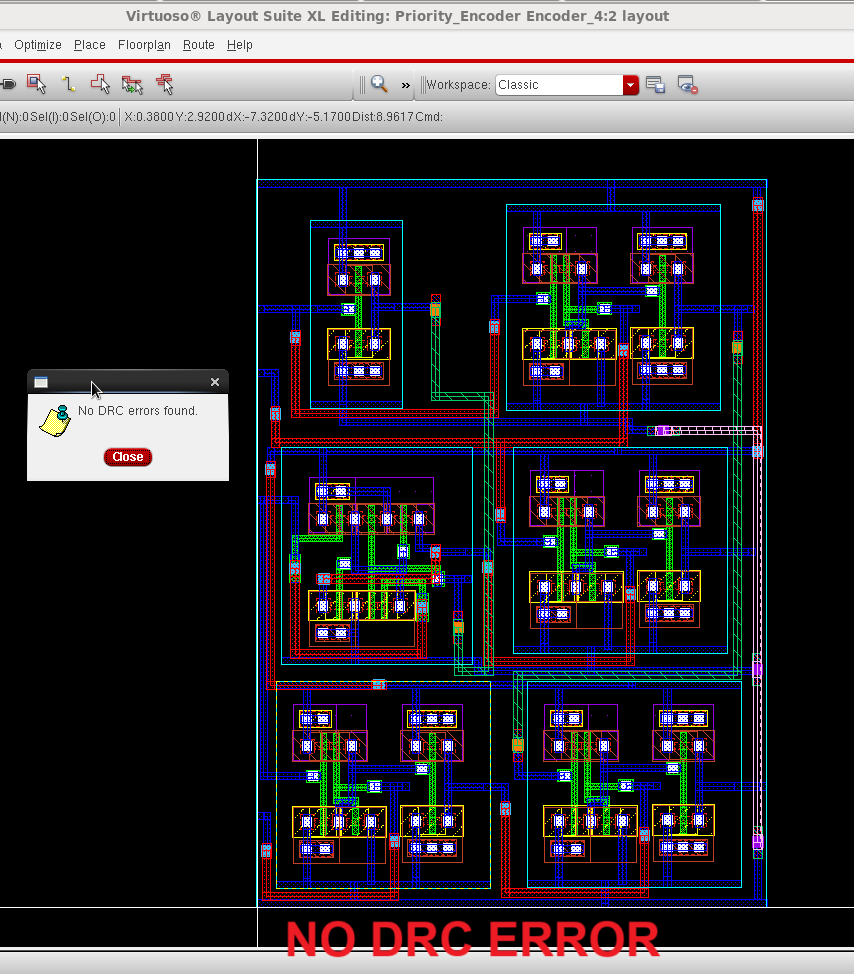 Virtuoso® Layout Suite XL Editing: Priority_Encoder Encoder_4:2 layout
Optimize Place Floorplan Route Help
» Workspace: Classic
l(N):0 Sel(I):0 Sel(O):0 X:0.3800 Y:2.9200 dX:-7.3200 dY:-5.1700 Dist:8.9617 Cmd:
No DRC errors found.
Close
NO DRC ERROR